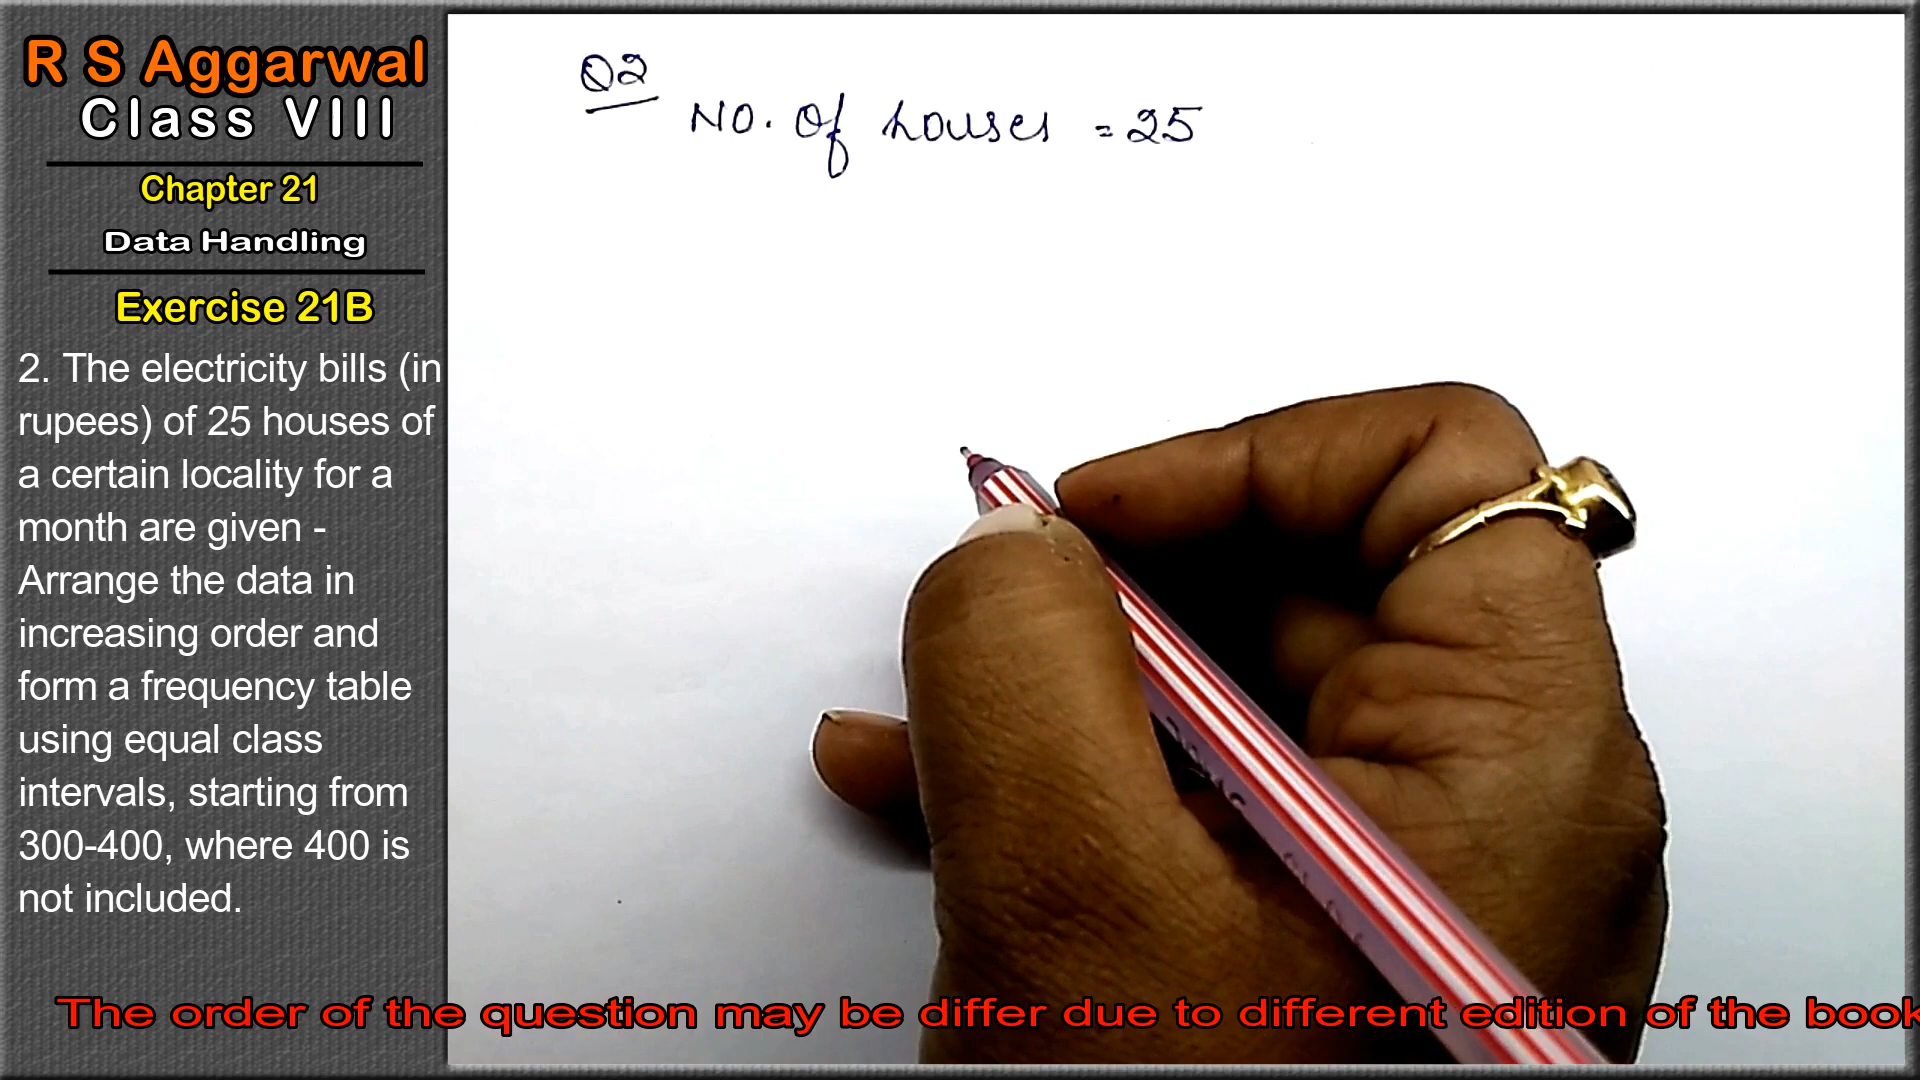 R S Aggarwal
Class VIII
Chapter 21
Data Handling
Exercise 21B
2. The electricity bills (in
rupees) of 25 houses of
a certain locality for a
month are given -
Arrange the data in
increasing order and
form a frequency table
using equal class
intervals, starting from
300-400, where 400 is
not included.
Q2
No. of houses = 25
The order of the question may be differ due to different edition of the book